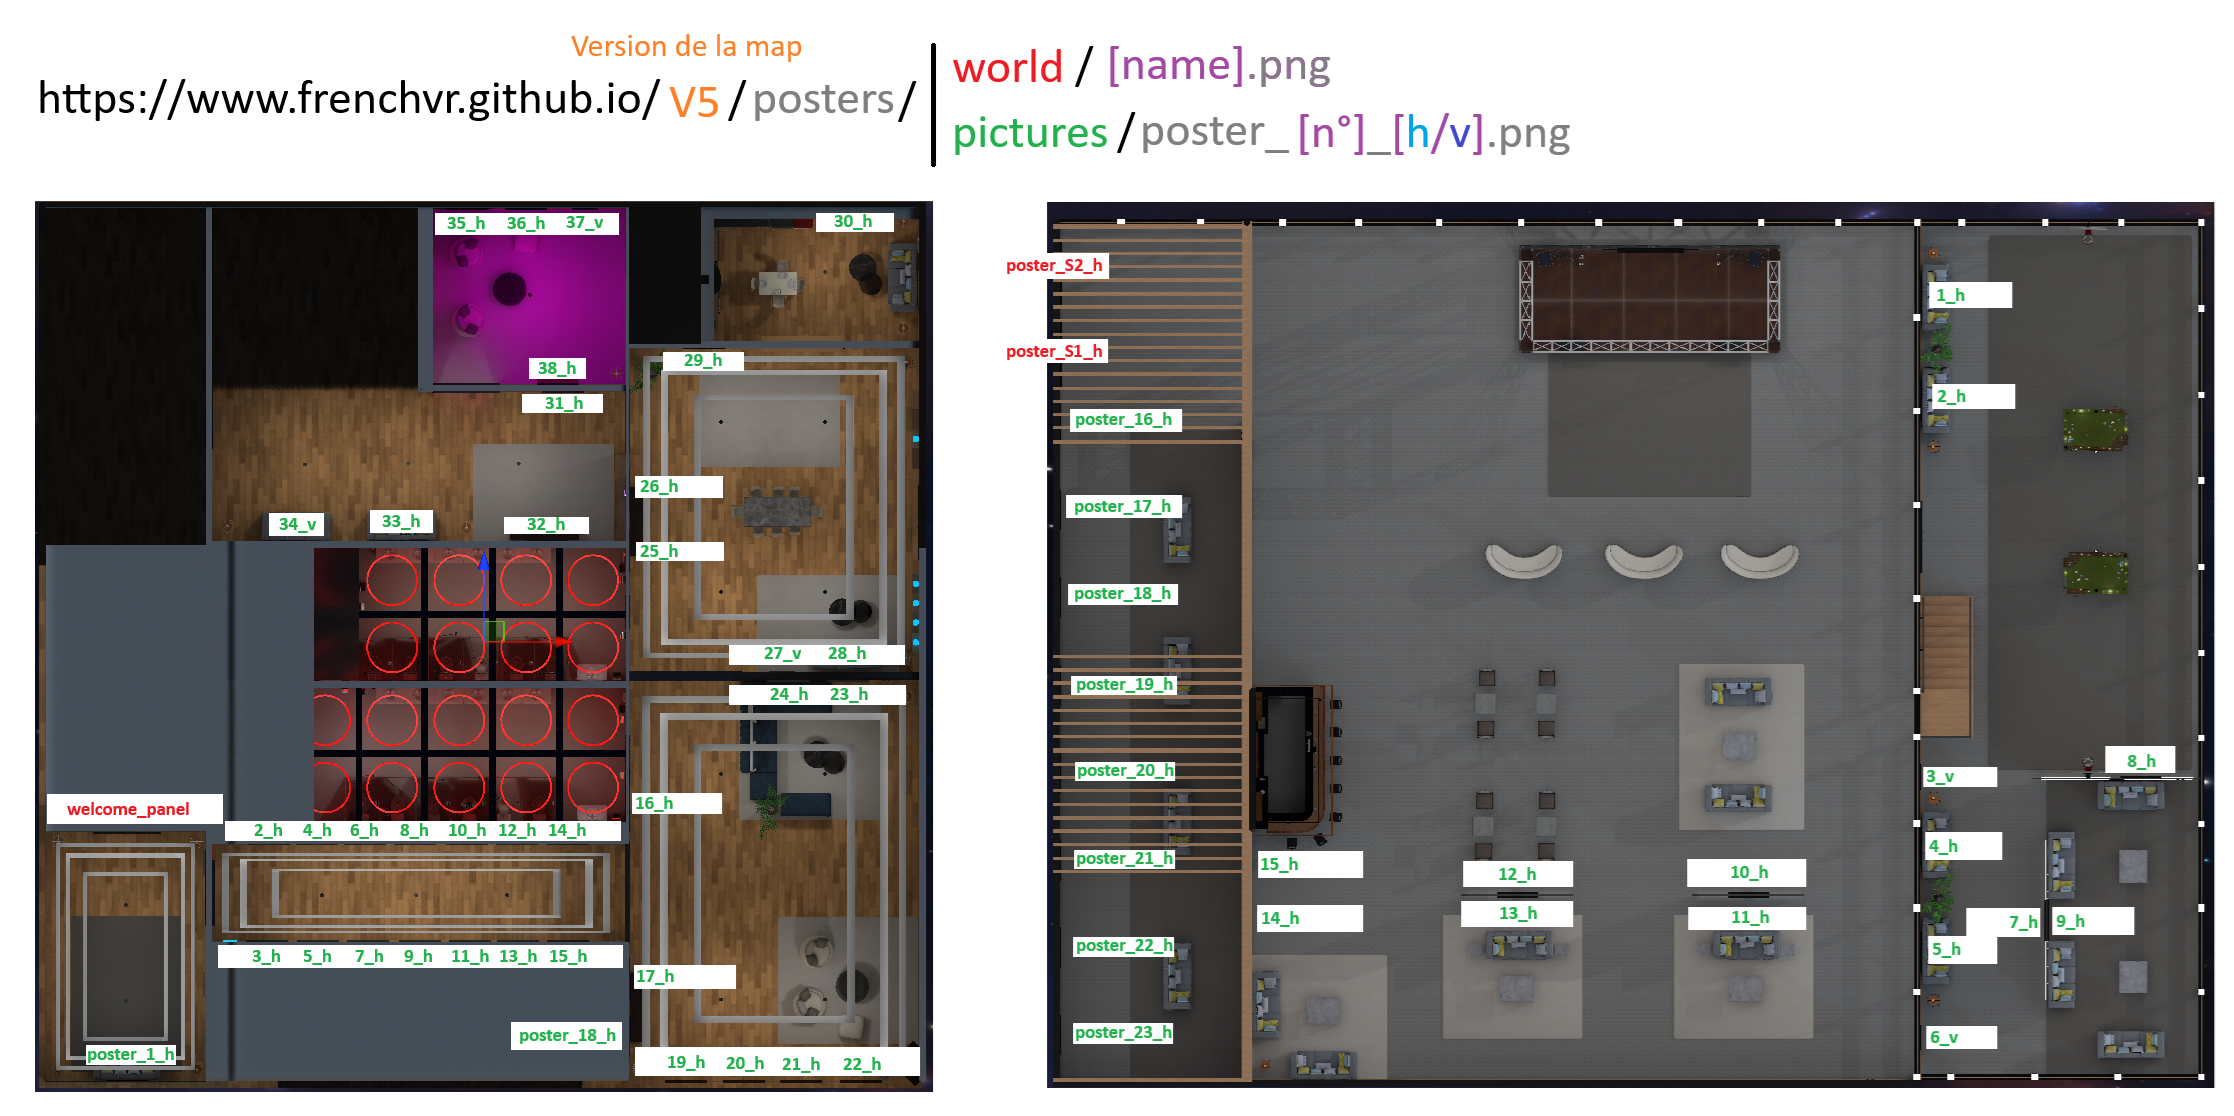 Version de la map
https://www.frenchvr.github.io/ V5 /posters/
world / [name].png
pictures /poster_ [n°]_[h/v].png
35_h 36_h 37_v
30_h
38_h
29_h
31_h
26_h
34_v 33_h 32_h
25_h
27_v 28_h
24_h 23_h
welcome_panel
16_h
2_h 4_h 6_h 8_h 10_h 12_h 14_h
3_h 5_h 7_h 9_h 11_h 13_h 15_h
17_h
poster_18_h
poster_1_h
19_h 20_h 21_h 22_h
poster_S2_h
1_h
poster_S1_h
2_h
poster_16_h
poster_17_h
poster_18_h
poster_19_h
poster_20_h
3_v
8_h
poster_21_h
15_h
12_h
10_h
4_h
14_h
13_h
11_h
7_h 9_h
poster_22_h
5_h
poster_23_h
6_v